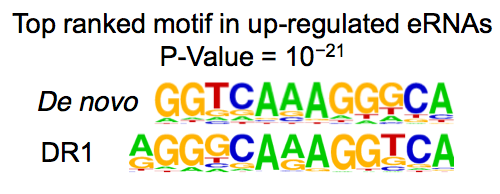 Top ranked motif in up-regulated eRNAs
P-Value = 10⁻²¹
De novo GGTCAAAGGGCA
DR1 AGGGCAAAGGTCA